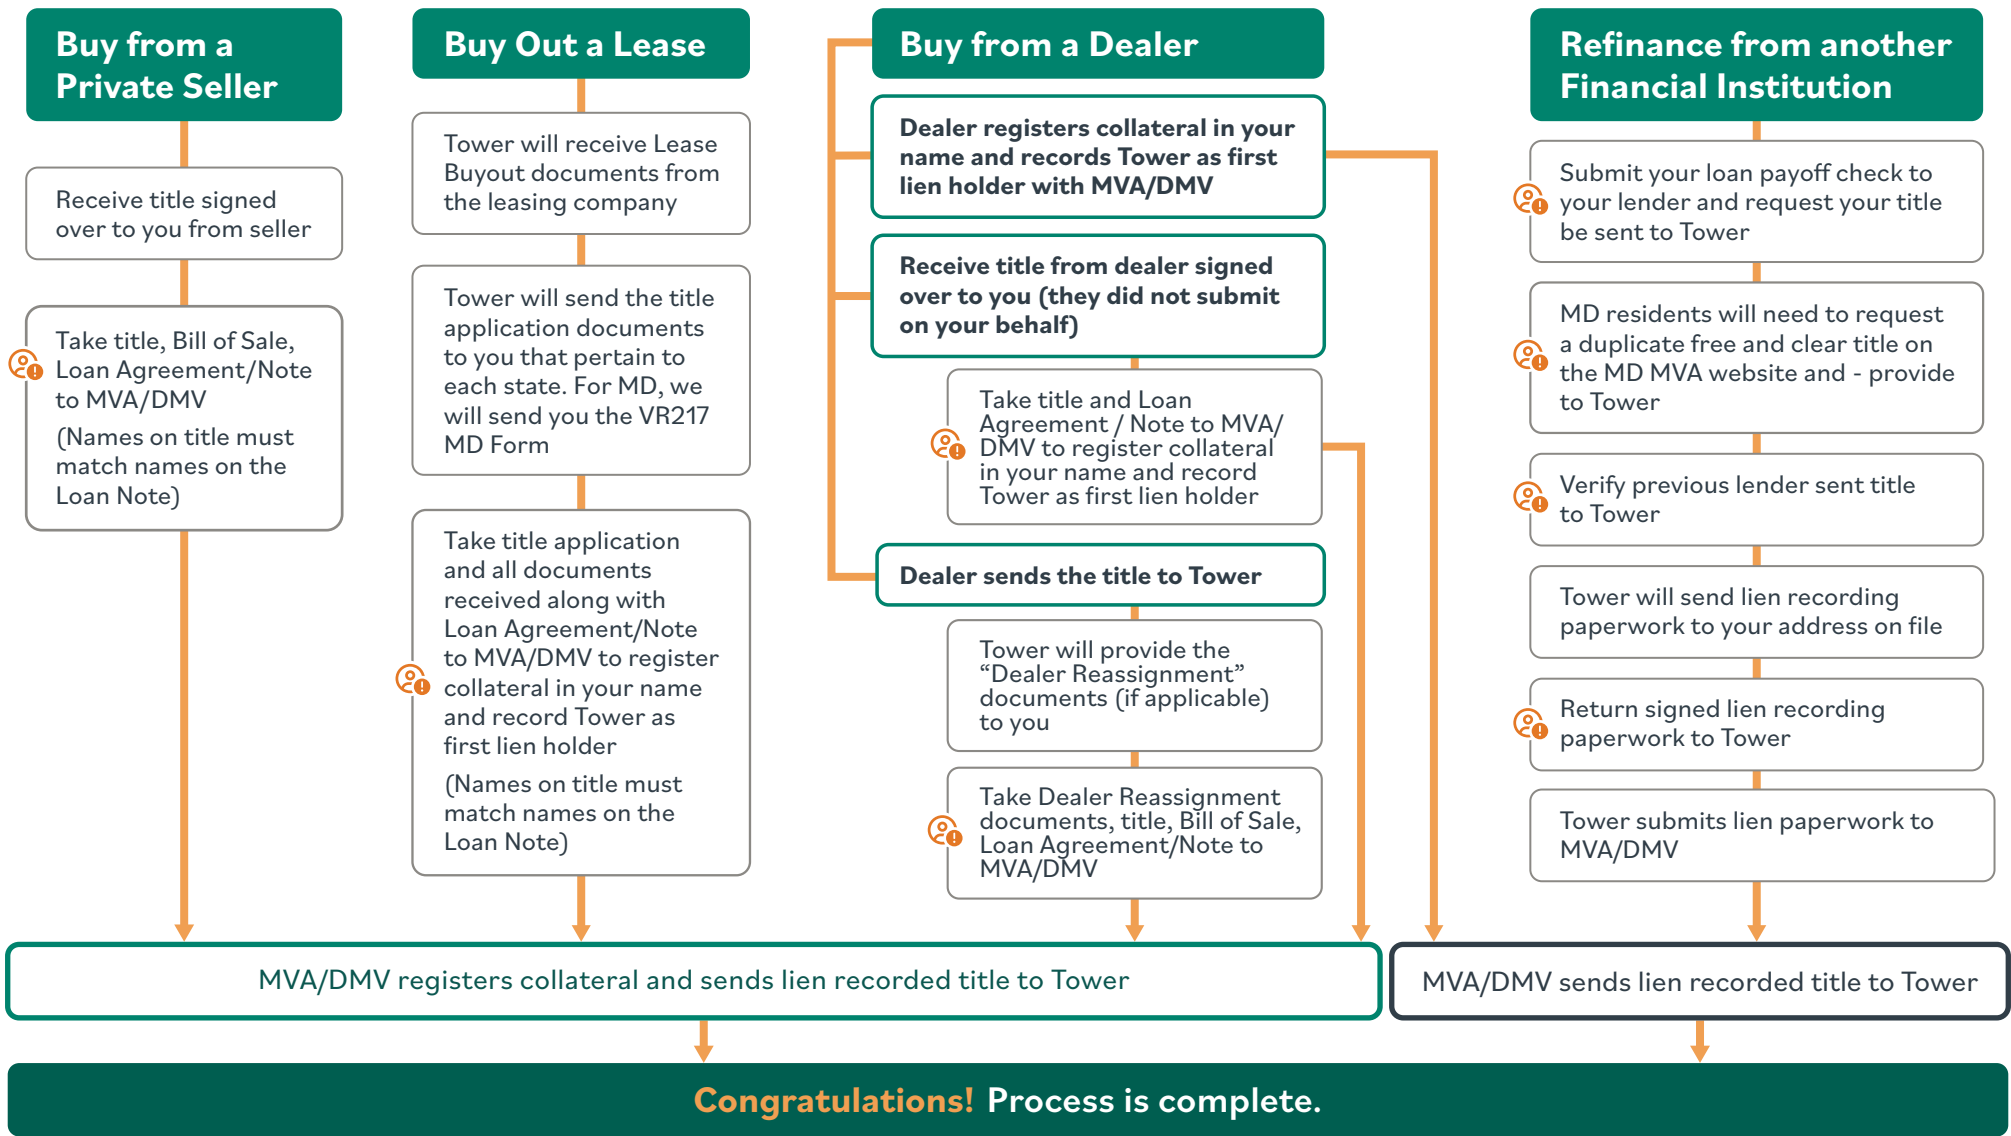 Buy from a
Private Seller
Receive title signed
over to you from seller
Take title, Bill of Sale,
Loan Agreement/Note
to MVA/DMV
(Names on title must
match names on the
Loan Note)
Buy Out a Lease
Tower will receive Lease
Buyout documents from
the leasing company
Tower will send the title
application documents
to you that pertain to
each state. For MD, we
will send you the VR217
MD Form
Take title application
and all documents
received along with
Loan Agreement/Note
to MVA/DMV to register
collateral in your name
and record Tower as
first lien holder
(Names on title must
match names on the
Loan Note)
Buy from a Dealer
Dealer registers collateral in your
name and records Tower as first
lien holder with MVA/DMV
Receive title from dealer signed
over to you (they did not submit
on your behalf)
Take title and Loan
Agreement / Note to MVA/
DMV to register collateral
in your name and record
Tower as first lien holder
Dealer sends the title to Tower
Tower will provide the
“Dealer Reassignment”
documents (if applicable)
to you
Take Dealer Reassignment
documents, title, Bill of Sale,
Loan Agreement/Note to
MVA/DMV
Refinance from another
Financial Institution
Submit your loan payoff check to
your lender and request your title
be sent to Tower
MD residents will need to request
a duplicate free and clear title on
the MD MVA website and - provide
to Tower
Verify previous lender sent title
to Tower
Tower will send lien recording
paperwork to your address on file
Return signed lien recording
paperwork to Tower
Tower submits lien paperwork to
MVA/DMV
MVA/DMV registers collateral and sends lien recorded title to Tower
MVA/DMV sends lien recorded title to Tower
Congratulations! Process is complete.